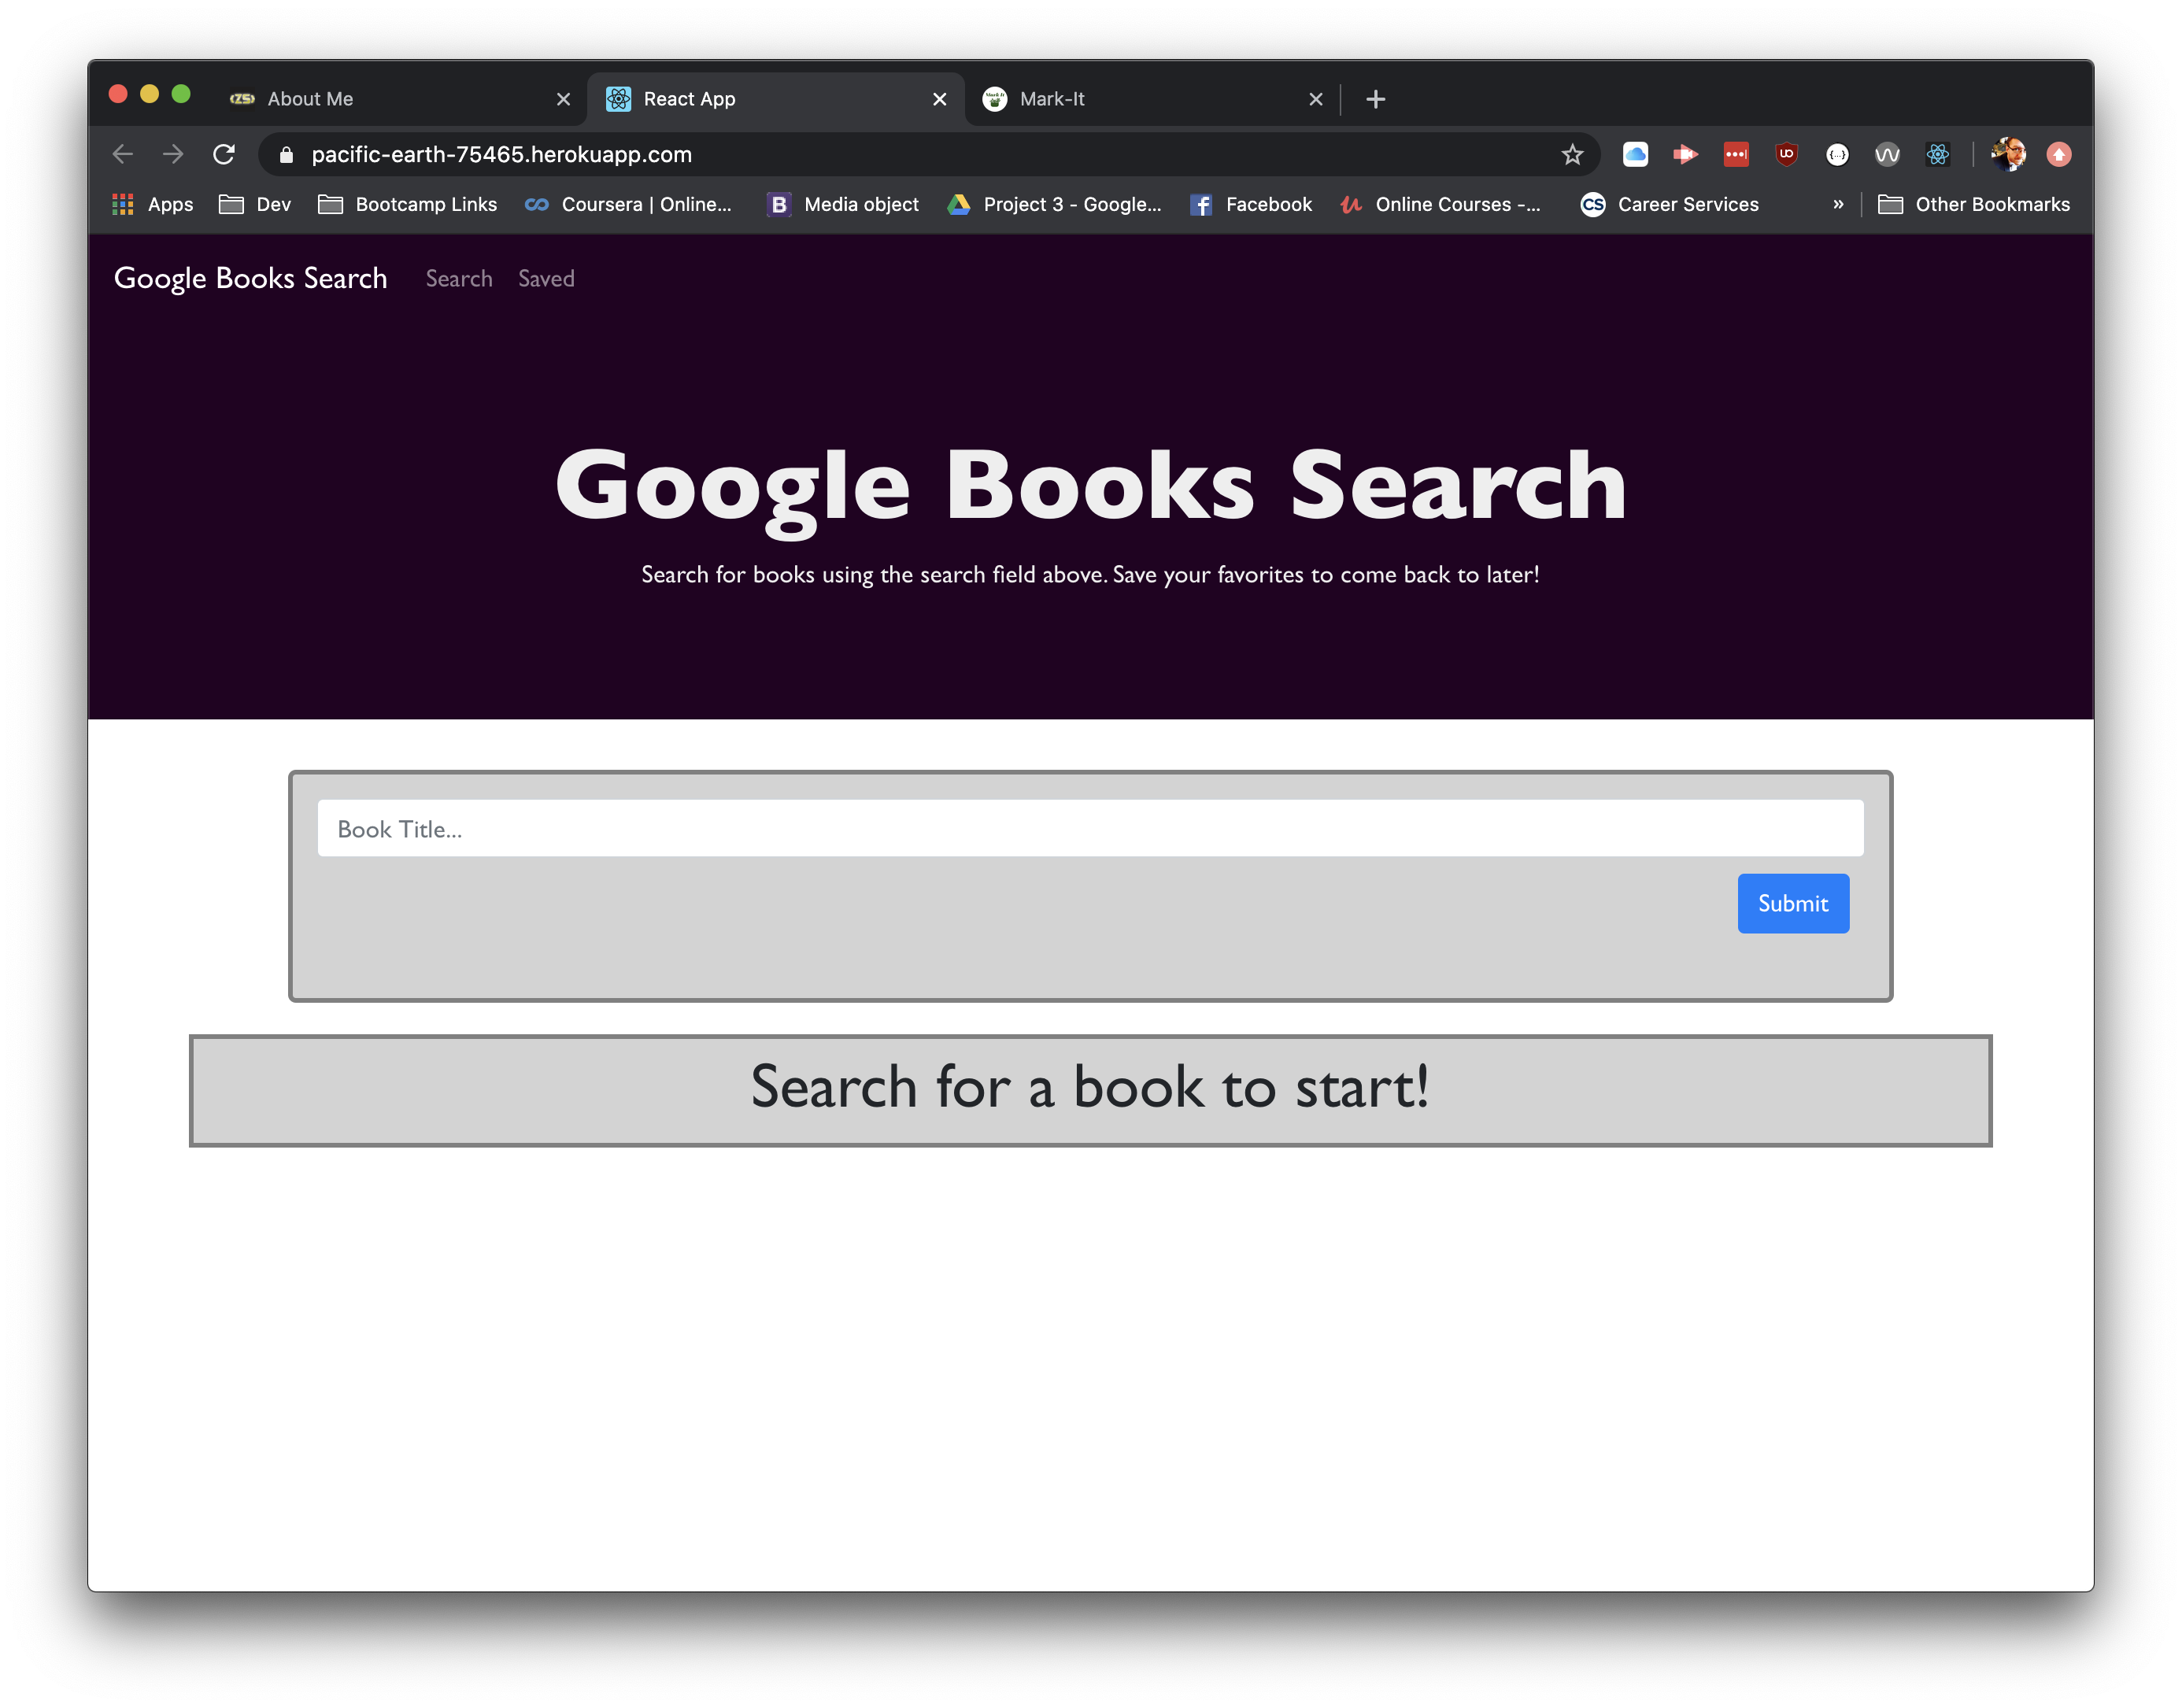 About Me
React App
Mark-It
pacific-earth-75465.herokuapp.com
Apps Dev Bootcamp Links Coursera | Online... Media object Project 3 - Google... Facebook Online Courses -... CS Career Services » Other Bookmarks
Google Books Search Search Saved
Google Books Search
Search for books using the search field above. Save your favorites to come back to later!
Book Title...
Submit
Search for a book to start!